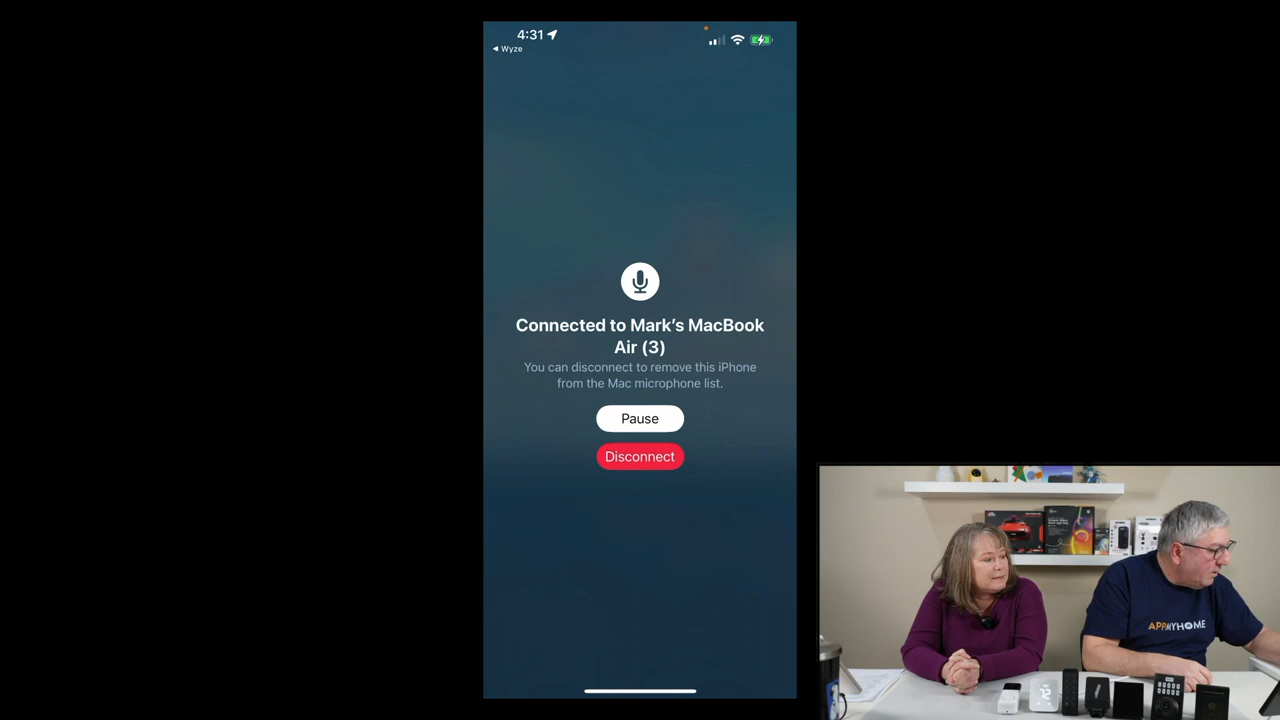 4:31
Wyze
Connected to Mark's MacBook
Air (3)
You can disconnect to remove this iPhone
from the Mac microphone list.
Pause
Disconnect
APPMYHOME